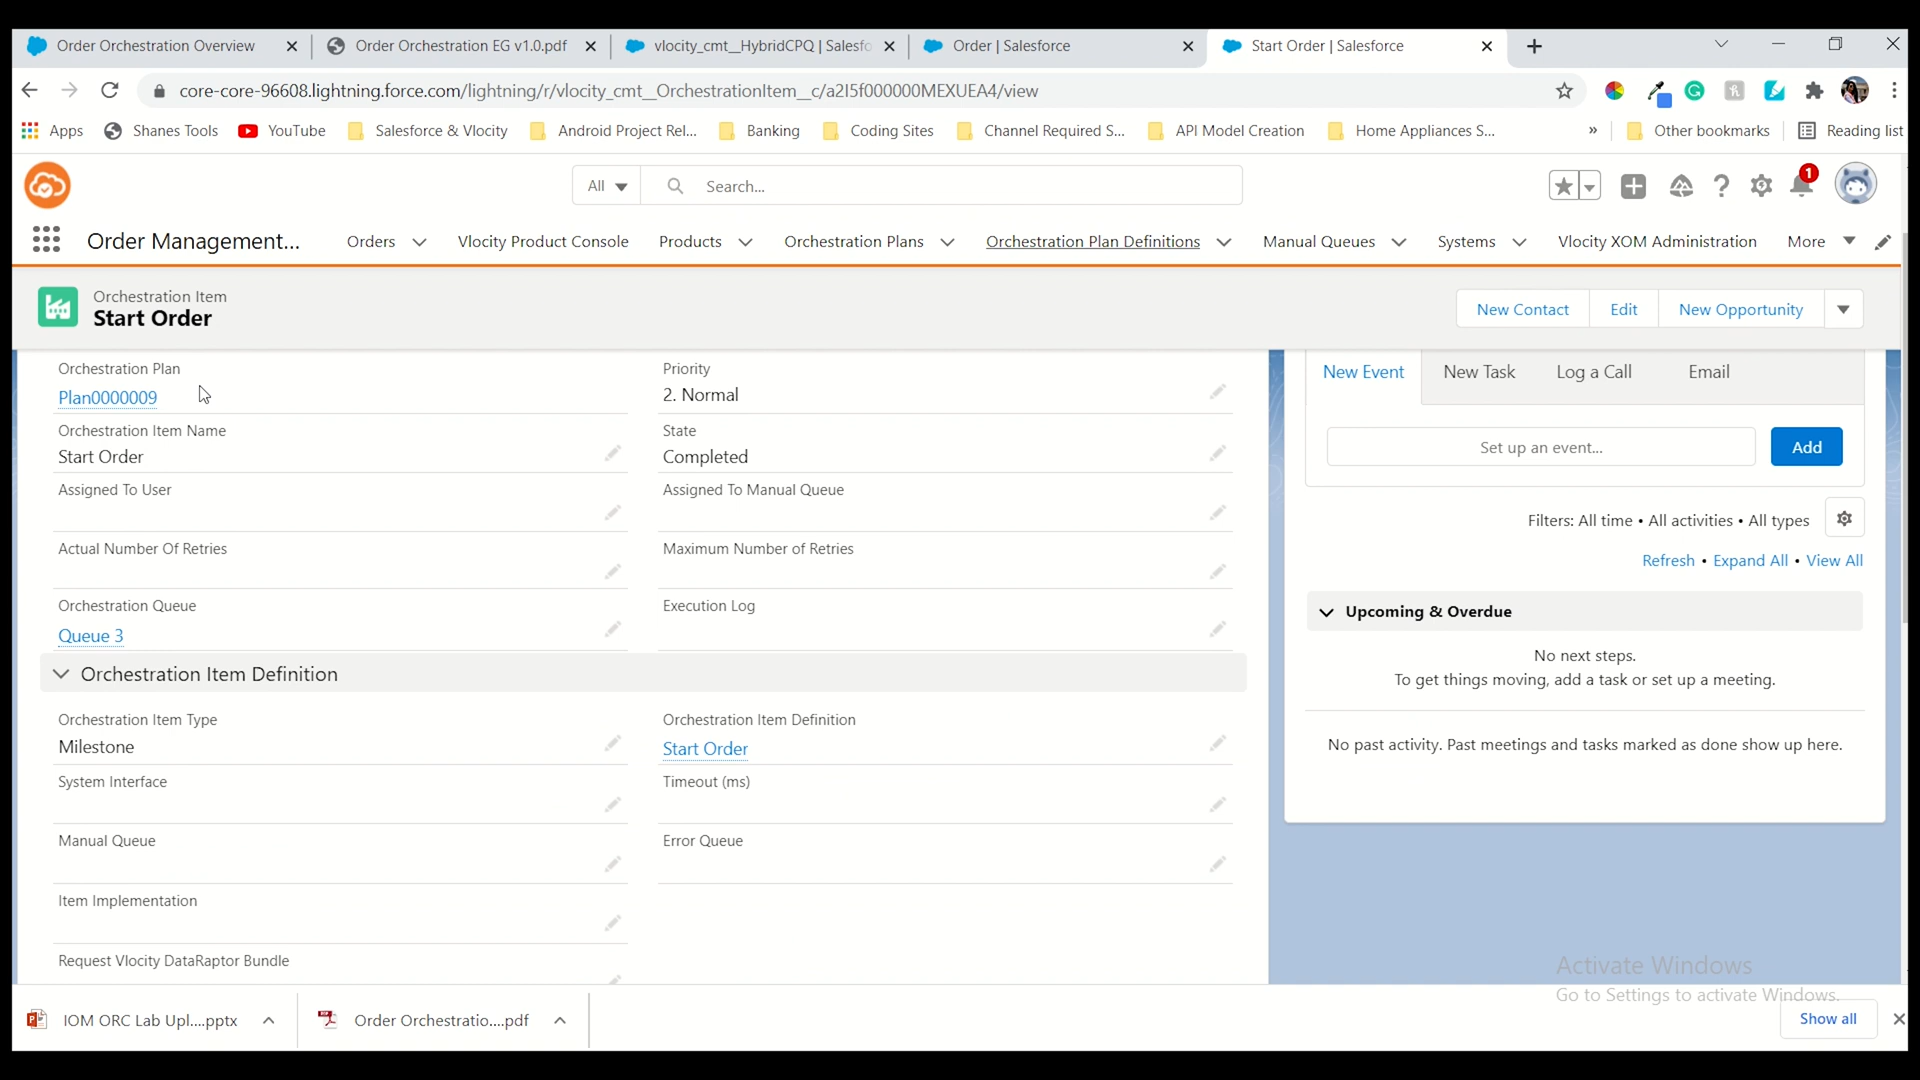 Order Orchestration Overview
Order Orchestration EG v1.0.pdf
vlocity_cmt__HybridCPQ | Salesfo
Order | Salesforce
Start Order | Salesforce
core-core-96608.lightning.force.com/lightning/r/vlocity_cmt__OrchestrationItem__c/a2I5f000000MEXUEA4/view
Apps
Shanes Tools
YouTube
Salesforce & Vlocity
Android Project Rel...
Banking
Coding Sites
Channel Required S...
API Model Creation
Home Appliances S...
»
Other bookmarks
Reading list
All
Search...
1
Order Management...
Orders
Vlocity Product Console
Products
Orchestration Plans
Orchestration Plan Definitions
Manual Queues
Systems
Vlocity XOM Administration
More
Orchestration Item
Start Order
New Contact
Edit
New Opportunity
Orchestration Plan
Plan0000009
Priority
2. Normal
Orchestration Item Name
Start Order
State
Completed
Assigned To User
Assigned To Manual Queue
Actual Number Of Retries
Maximum Number of Retries
Orchestration Queue
Queue 3
Execution Log
Orchestration Item Definition
Orchestration Item Type
Milestone
Orchestration Item Definition
Start Order
System Interface
Timeout (ms)
Manual Queue
Error Queue
Item Implementation
Request Vlocity DataRaptor Bundle
New Event
New Task
Log a Call
Email
Set up an event...
Add
Filters: All time • All activities • All types
Refresh • Expand All • View All
Upcoming & Overdue
No next steps.
To get things moving, add a task or set up a meeting.
No past activity. Past meetings and tasks marked as done show up here.
Activate Windows
Go to Settings to activate Windows.
IOM ORC Lab Upl....pptx
Order Orchestratio....pdf
Show all